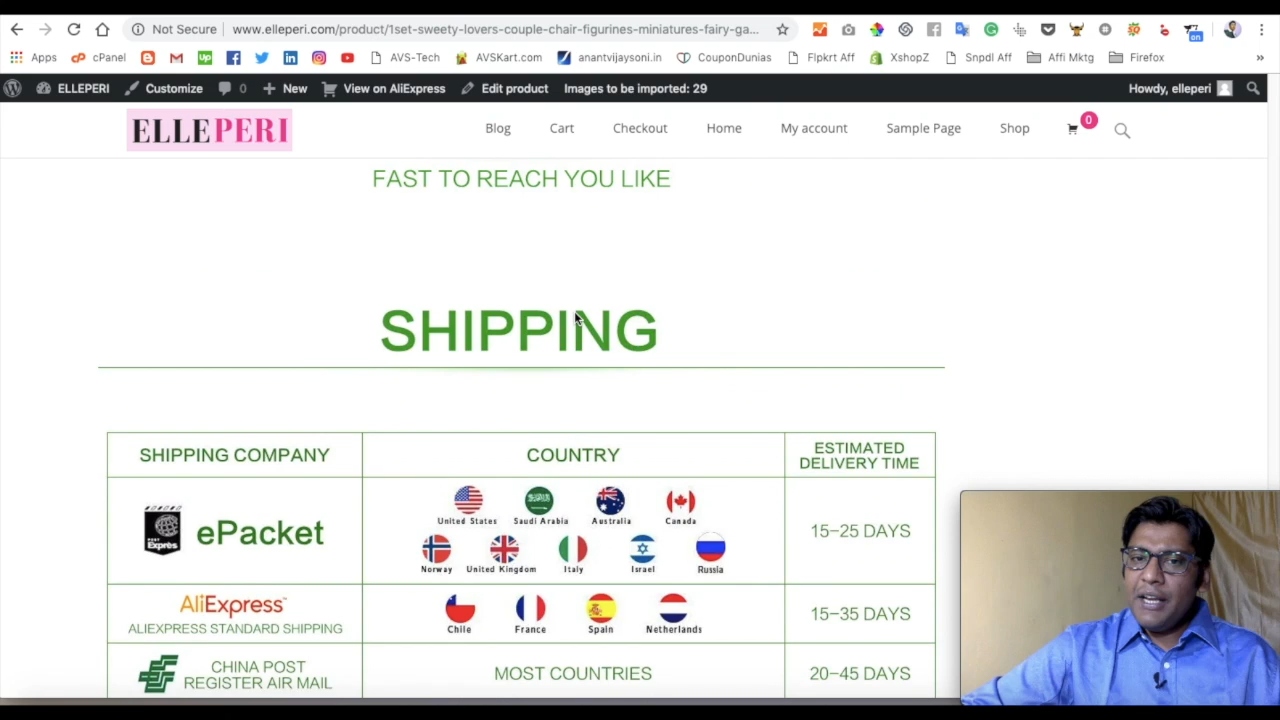 Not Secure www.elleperi.com/product/1set-sweety-lovers-couple-chair-figurines-miniatures-fairy-ga... on
Apps cPanel AVS-Tech AVSKart.com anantvijaysoni.in CouponDunias Flpkrt Aff XshopZ Snpdl Aff Affi Mktg Firefox »
ELLEPERI Customize 0 New View on AliExpress Edit product Images to be imported: 29 Howdy, elleperi
ELLEPERI Blog Cart Checkout Home My account Sample Page Shop 0
FAST TO REACH YOU LIKE
SHIPPING
SHIPPING COMPANY COUNTRY ESTIMATED
DELIVERY TIME
United States Saudi Arabia Australia Canada
ePacket 15-25 DAYS
Norway United Kingdom Italy Israel Russia
AliExpress
ALIEXPRESS STANDARD SHIPPING
Chile France Spain Netherlands
15-35 DAYS
CHINA POST
REGISTER AIR MAIL
MOST COUNTRIES 20-45 DAYS